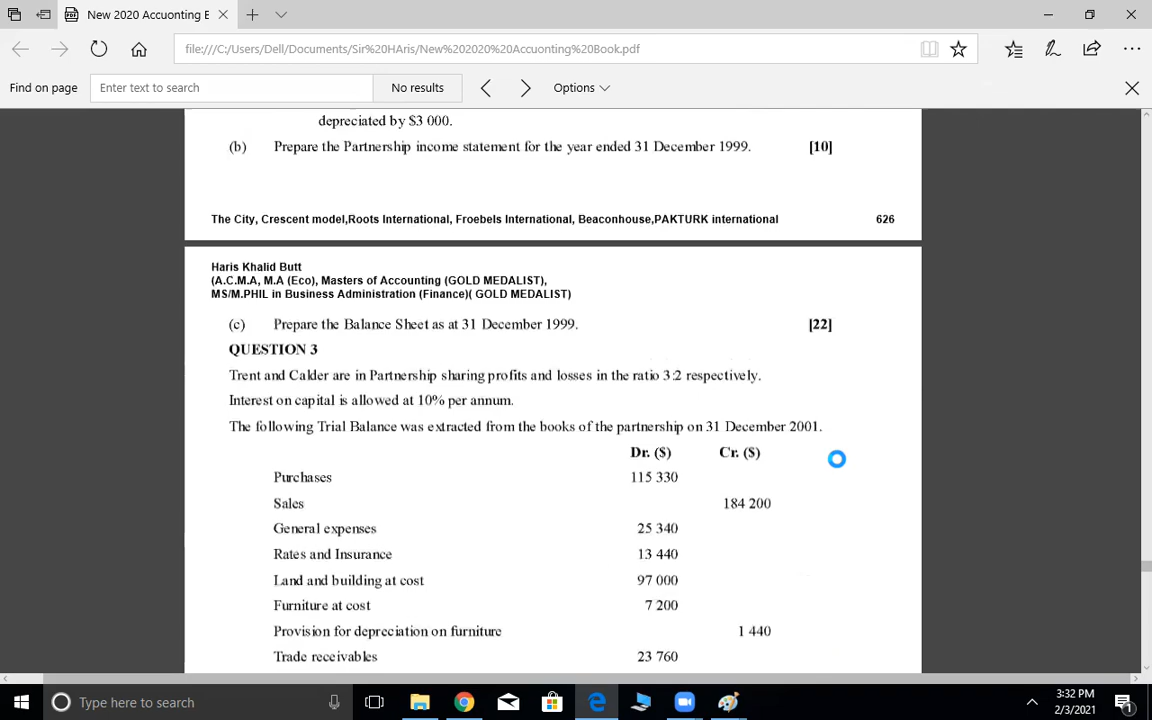 New 2020 Accuonting E
file:///C:/Users/Dell/Documents/Sir%20HAris/New%202020%20Accuonting%20Book.pdf
Find on page
Enter text to search
No results
Options
depreciated by $3 000.
(b) Prepare the Partnership income statement for the year ended 31 December 1999. [10]
The City, Crescent model,Roots International, Froebels International, Beaconhouse,PAKTURK international 626
Haris Khalid Butt
(A.C.M.A, M.A (Eco), Masters of Accounting (GOLD MEDALIST),
MS/M.PHIL in Business Administration (Finance)( GOLD MEDALIST)
(c) Prepare the Balance Sheet as at 31 December 1999. [22]
QUESTION 3
Trent and Calder are in Partnership sharing profits and losses in the ratio 3:2 respectively.
Interest on capital is allowed at 10% per annum.
The following Trial Balance was extracted from the books of the partnership on 31 December 2001.
Dr. ($) Cr. ($)
Purchases 115 330
Sales 184 200
General expenses 25 340
Rates and Insurance 13 440
Land and building at cost 97 000
Furniture at cost 7 200
Provision for depreciation on furniture 1 440
Trade receivables 23 760
Type here to search
3:32 PM
2/3/2021
1